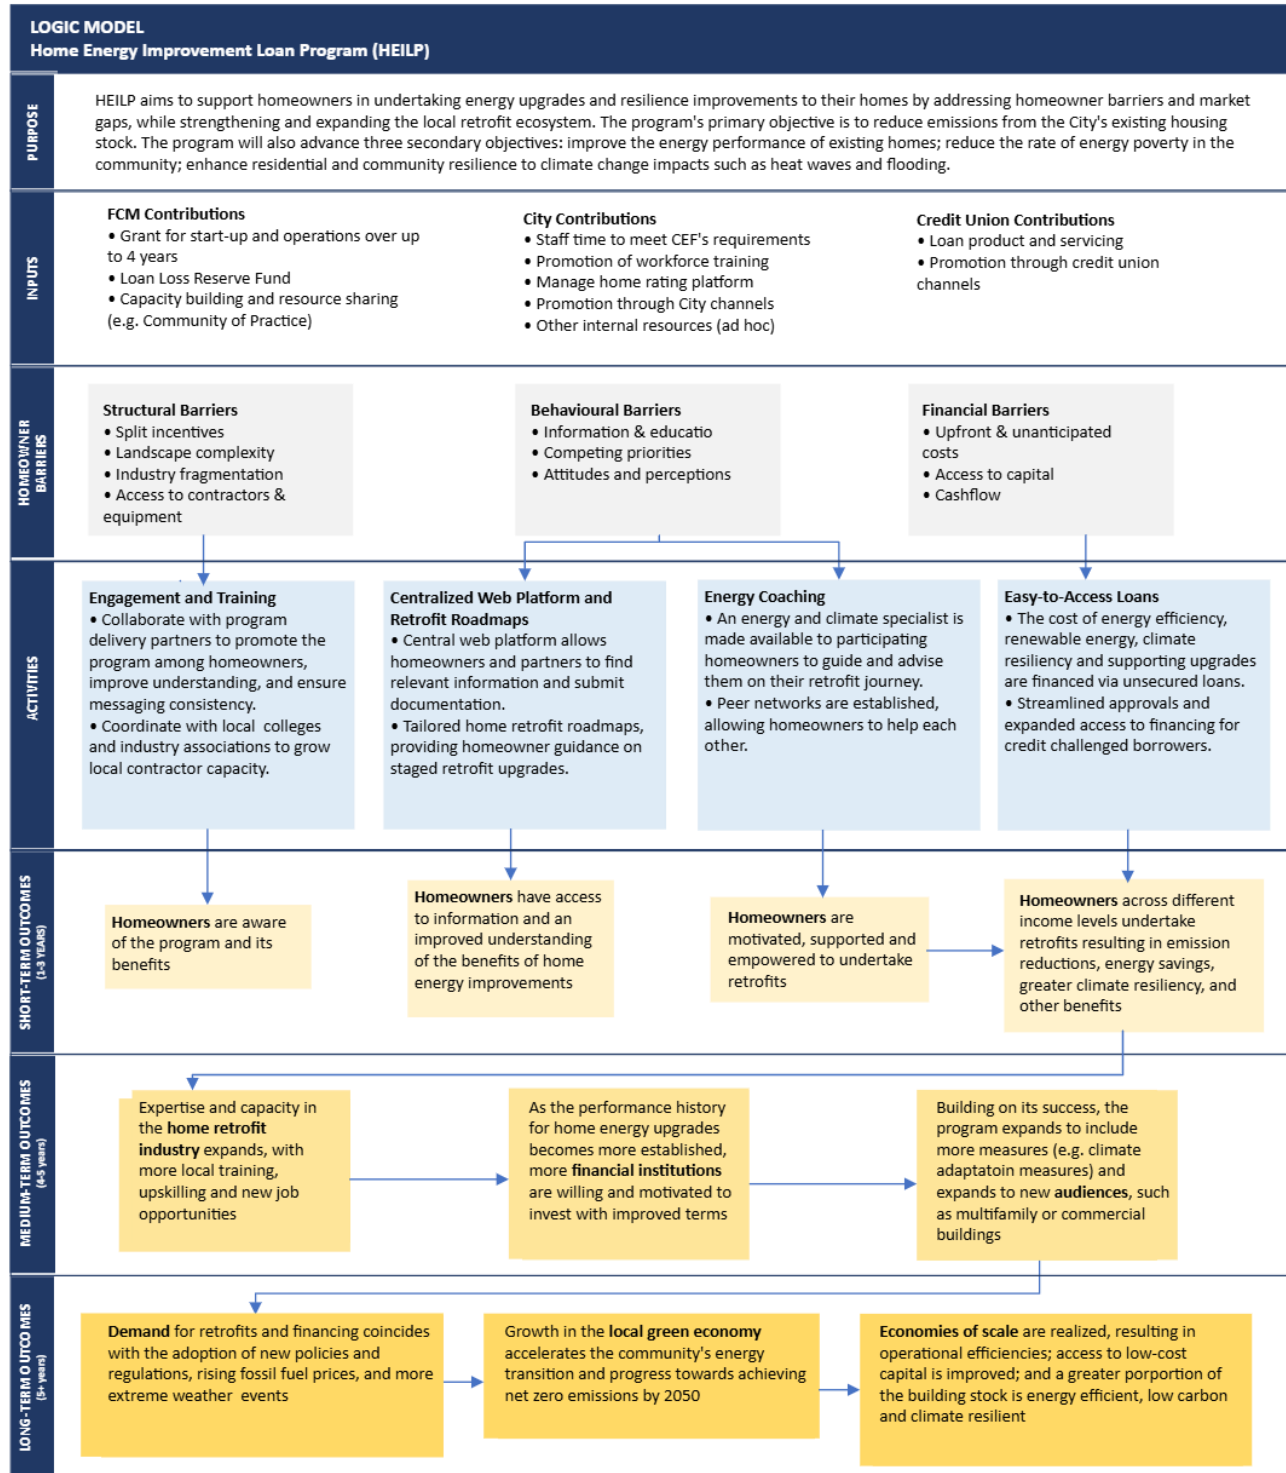 LOGIC MODEL
Home Energy Improvement Loan Program (HEILP)
PURPOSE
HEILP aims to support homeowners in undertaking energy upgrades and resilience improvements to their homes by addressing homeowner barriers and market
gaps, while strengthening and expanding the local retrofit ecosystem. The program's primary objective is to reduce emissions from the City's existing housing
stock. The program will also advance three secondary objectives: improve the energy performance of existing homes; reduce the rate of energy poverty in the
community; enhance residential and community resilience to climate change impacts such as heat waves and flooding.
INPUTS
FCM Contributions
• Grant for start-up and operations over up
to 4 years
• Loan Loss Reserve Fund
• Capacity building and resource sharing
(e.g. Community of Practice)
City Contributions
• Staff time to meet CEF's requirements
• Promotion of workforce training
• Manage home rating platform
• Promotion through City channels
• Other internal resources (ad hoc)
Credit Union Contributions
• Loan product and servicing
• Promotion through credit union
channels
HOMEOWNER
BARRIERS
Structural Barriers
• Split incentives
• Landscape complexity
• Industry fragmentation
• Access to contractors &
equipment
Behavioural Barriers
• Information & educatio
• Competing priorities
• Attitudes and perceptions
Financial Barriers
• Upfront & unanticipated
costs
• Access to capital
• Cashflow
ACTIVITIES
Engagement and Training
• Collaborate with program
delivery partners to promote the
program among homeowners,
improve understanding, and ensure
messaging consistency.
• Coordinate with local colleges
and industry associations to grow
local contractor capacity.
Centralized Web Platform and
Retrofit Roadmaps
• Central web platform allows
homeowners and partners to find
relevant information and submit
documentation.
• Tailored home retrofit roadmaps,
providing homeowner guidance on
staged retrofit upgrades.
Energy Coaching
• An energy and climate specialist is
made available to participating
homeowners to guide and advise
them on their retrofit journey.
• Peer networks are established,
allowing homeowners to help each
other.
Easy-to-Access Loans
• The cost of energy efficiency,
renewable energy, climate
resiliency and supporting upgrades
are financed via unsecured loans.
• Streamlined approvals and
expanded access to financing for
credit challenged borrowers.
SHORT-TERM OUTCOMES
(1-3 YEARS)
Homeowners are aware
of the program and its
benefits
Homeowners have access
to information and an
improved understanding
of the benefits of home
energy improvements
Homeowners are
motivated, supported and
empowered to undertake
retrofits
Homeowners across different
income levels undertake
retrofits resulting in emission
reductions, energy savings,
greater climate resiliency, and
other benefits
MEDIUM-TERM OUTCOMES
(4-5 years)
Expertise and capacity in
the home retrofit
industry expands, with
more local training,
upskilling and new job
opportunities
As the performance history
for home energy upgrades
becomes more established,
more financial institutions
are willing and motivated to
invest with improved terms
Building on its success, the
program expands to include
more measures (e.g. climate
adaptatoin measures) and
expands to new audiences, such
as multifamily or commercial
buildings
LONG-TERM OUTCOMES
(5+ years)
Demand for retrofits and financing coincides
with the adoption of new policies and
regulations, rising fossil fuel prices, and more
extreme weather events
Growth in the local green economy
accelerates the community's energy
transition and progress towards achieving
net zero emissions by 2050
Economies of scale are realized, resulting in
operational efficiencies; access to low-cost
capital is improved; and a greater porportion of
the building stock is energy efficient, low carbon
and climate resilient